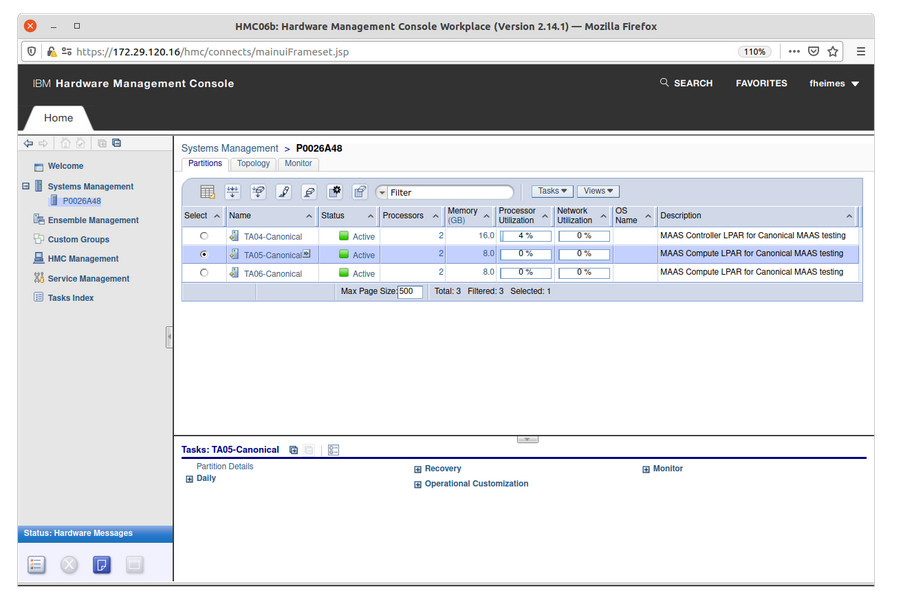 HMC06b: Hardware Management Console Workplace (Version 2.14.1) — Mozilla Firefox
https://172.29.120.16/hmc/connects/mainuiFrameset.jsp 110%
IBM Hardware Management Console SEARCH FAVORITES fheimes
Home
Welcome
Systems Management
P0026A48
Ensemble Management
Custom Groups
HMC Management
Service Management
Tasks Index
Status: Hardware Messages
Systems Management > P0026A48
Partitions Topology Monitor
Filter Tasks Views
Select Name Status Processors Memory (GB) Processor Utilization Network Utilization OS Name Description
TA04-Canonical Active 2 16.0 4 % 0 % MAAS Controller LPAR for Canonical MAAS testing
TA05-Canonical Active 2 8.0 0 % 0 % MAAS Compute LPAR for Canonical MAAS testing
TA06-Canonical Active 2 8.0 0 % 0 % MAAS Compute LPAR for Canonical MAAS testing
Max Page Size: 500 Total: 3 Filtered: 3 Selected: 1
Tasks: TA05-Canonical
Partition Details
Daily
Recovery
Operational Customization
Monitor